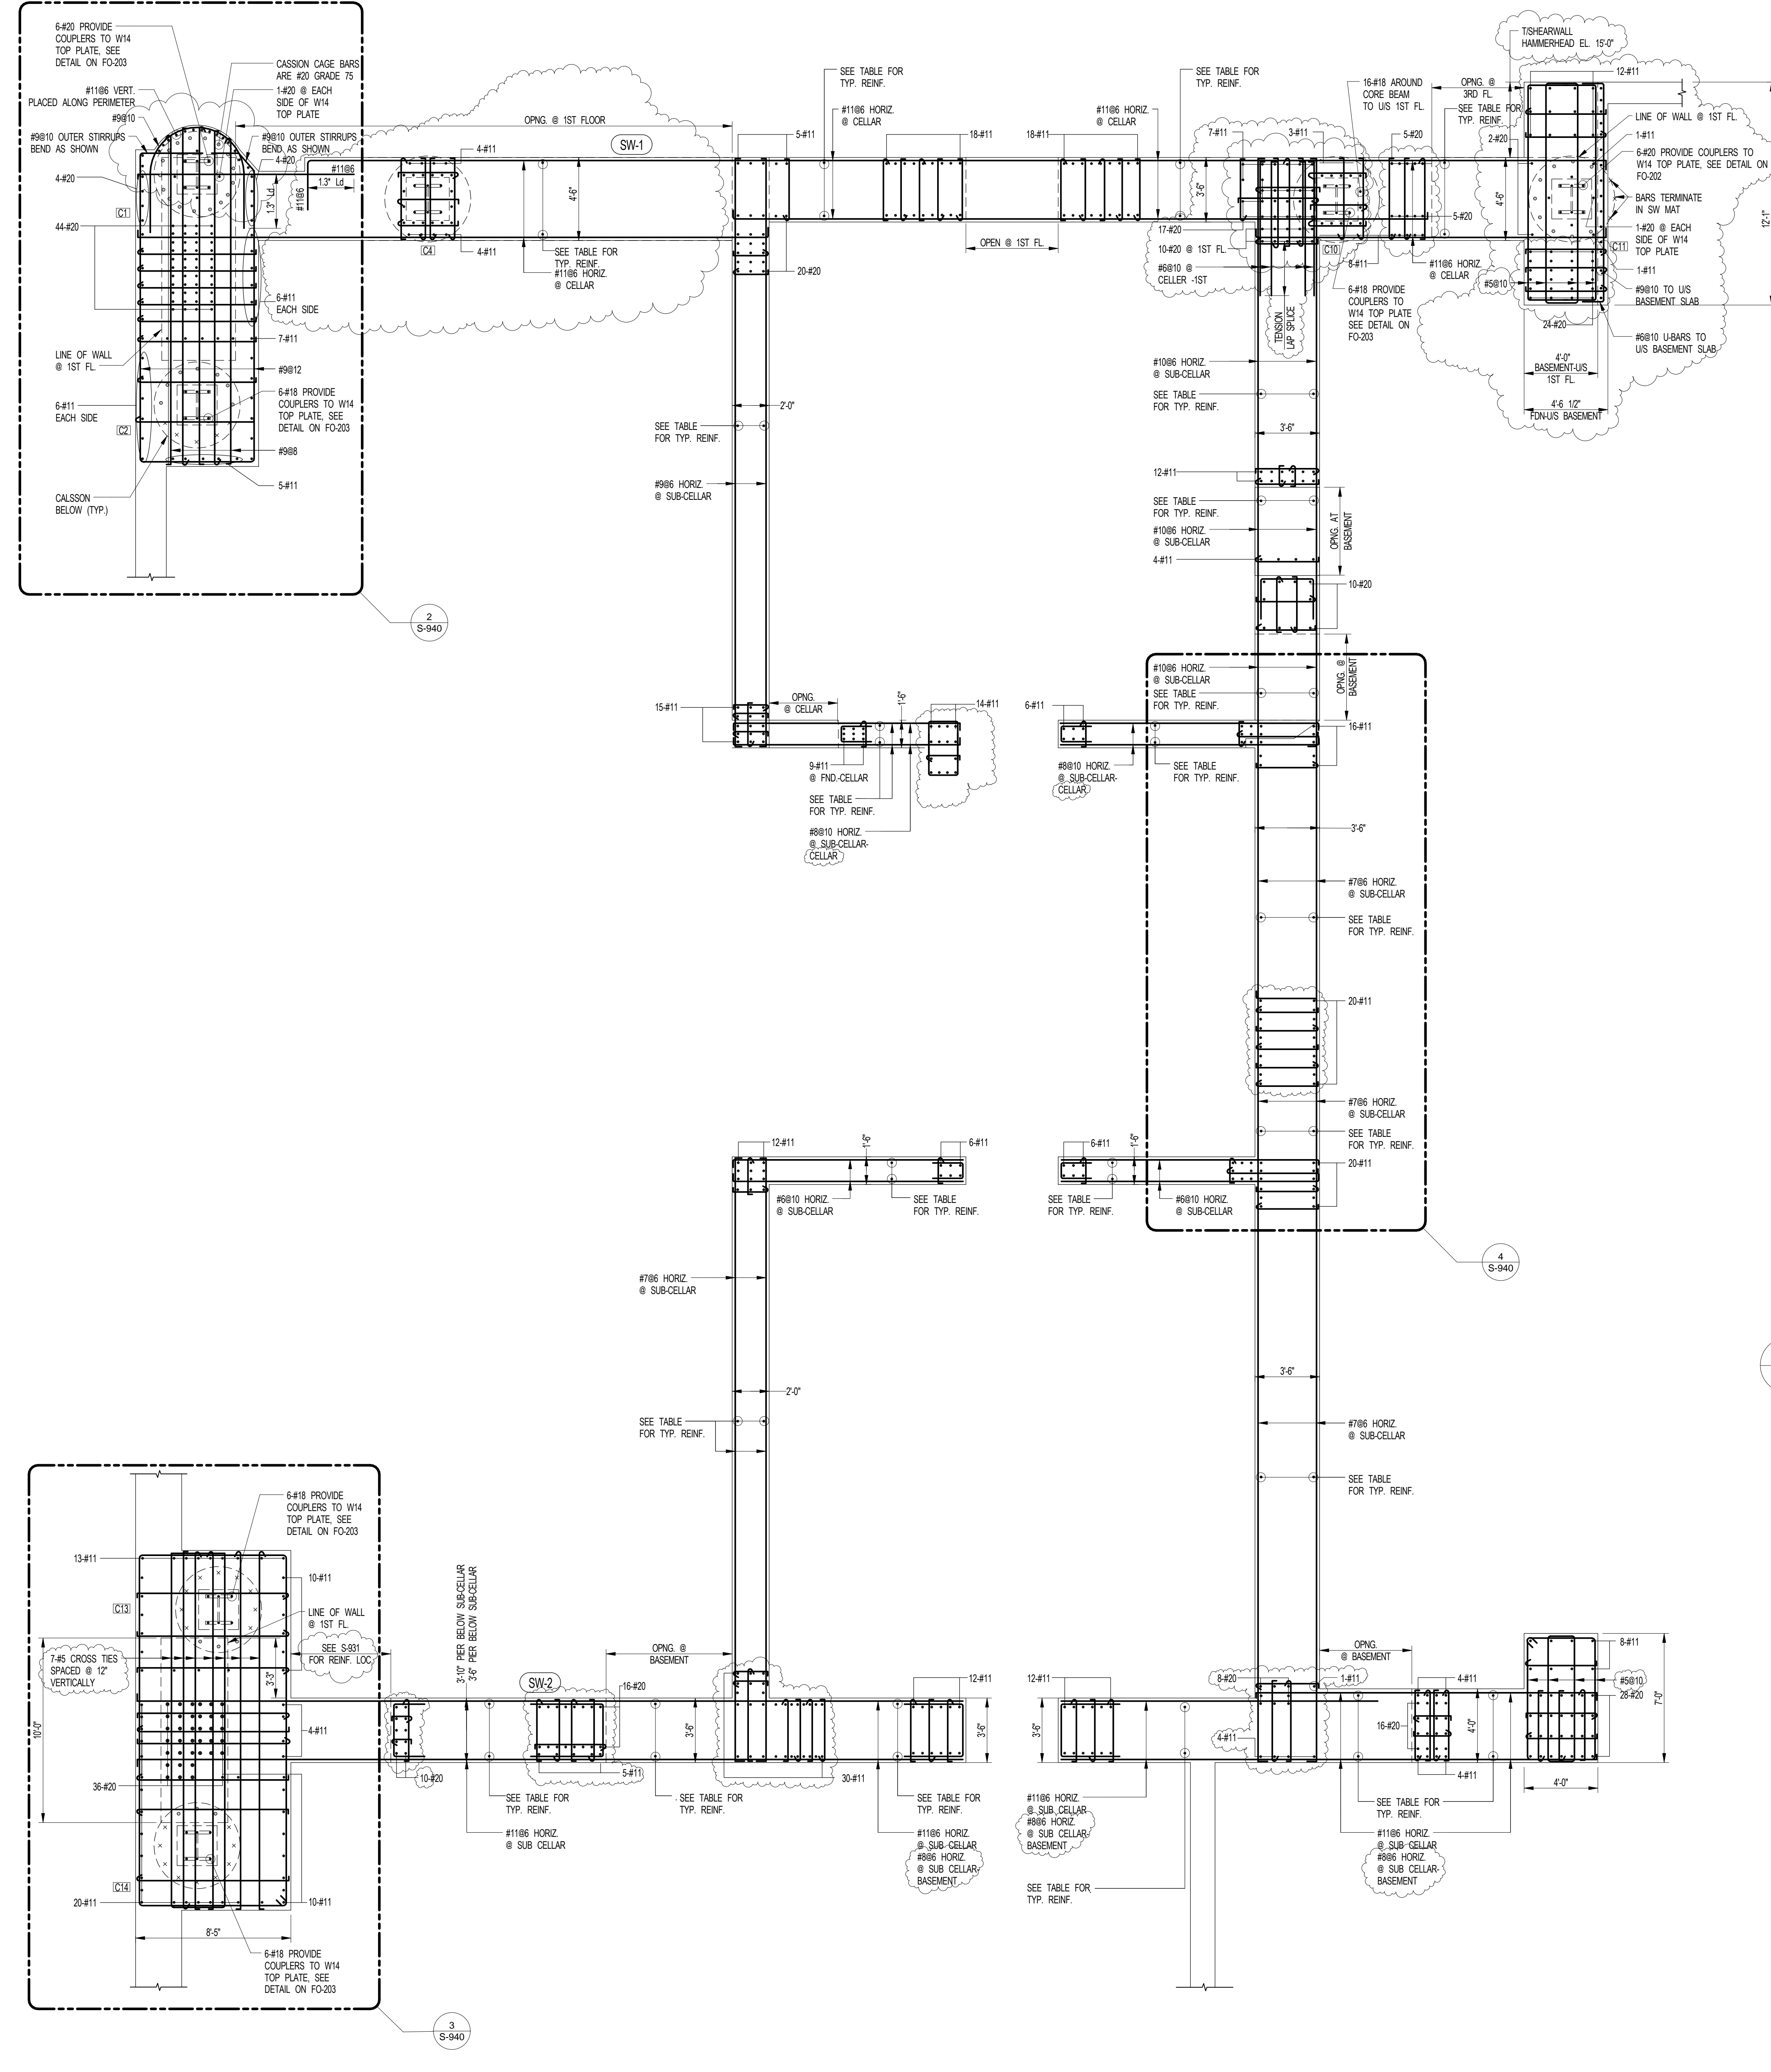 6-#20 PROVIDE
COUPLERS TO W14
TOP PLATE, SEE
DETAIL ON FO-203
CASSION CAGE BARS
ARE #20 GRADE 75
#11@6 VERT.
PLACED ALONG PERIMETER
1-#20 @ EACH
SIDE OF W14
TOP PLATE
#9@10
#9@10 OUTER STIRRUPS
BEND AS SHOWN
#9@10 OUTER STIRRUPS
BEND AS SHOWN
4-#20
4-#20
#11@6
1.3" Ld
#11@6
1.3" Ld
C1
44-#20
6-#11
EACH SIDE
7-#11
LINE OF WALL
@ 1ST FL.
#9@12
6-#18 PROVIDE
COUPLERS TO W14
TOP PLATE, SEE
DETAIL ON FO-203
6-#11
EACH SIDE
C2
#9@8
5-#11
CALSSON
BELOW (TYP.)
2
S-940
OPNG. @ 1ST FLOOR
SW-1
4-#11
C4
4-#11
4'-6"
SEE TABLE FOR
TYP. REINF.
#11@6 HORIZ.
@ CELLAR
SEE TABLE FOR
TYP. REINF.
#11@6 HORIZ.
@ CELLAR
5-#11
18-#11
18-#11
OPEN @ 1ST FL.
20-#20
SEE TABLE FOR
TYP. REINF.
#11@6 HORIZ.
@ CELLAR
7-#11
3-#11
3'-6"
16-#18 AROUND
CORE BEAM
TO U/S 1ST FL.
5-#20
OPNG. @
3RD FL.
SEE TABLE FOR
TYP. REINF.
2-#20
T/SHEARWALL
HAMMERHEAD EL. 15'-0"
12-#11
LINE OF WALL @ 1ST FL.
1-#11
6-#20 PROVIDE COUPLERS TO
W14 TOP PLATE, SEE DETAIL ON
FO-202
BARS TERMINATE
IN SW MAT
1-#20 @ EACH
SIDE OF W14
TOP PLATE
C11
1-#11
#9@10 TO U/S
BASEMENT SLAB
#6@10 U-BARS TO
U/S BASEMENT SLAB
12'-1"
4'-6"
5-#20
17-#20
10-#20 @ 1ST FL.
#6@10 @
CELLER -1ST
C10
8-#11
#11@6 HORIZ.
@ CELLAR
#5@10
24-#20
4'-0"
BASEMENT-U/S
1ST FL.
4'-6 1/2"
FDN-U/S BASEMENT
6-#18 PROVIDE
COUPLERS TO
W14 TOP PLATE
SEE DETAIL ON
FO-203
TENSION
LAP SPLICE
#10@6 HORIZ.
@ SUB-CELLAR
SEE TABLE
FOR TYP. REINF.
2'-0"
SEE TABLE
FOR TYP. REINF.
3'-6"
#9@6 HORIZ.
@ SUB-CELLAR
12-#11
SEE TABLE
FOR TYP. REINF.
#10@6 HORIZ.
@ SUB-CELLAR
OPNG. AT
BASEMENT
4-#11
10-#20
#10@6 HORIZ.
@ SUB-CELLAR
SEE TABLE
FOR TYP. REINF.
OPNG. @
BASEMENT
15-#11
OPNG.
@ CELLAR
1'-6"
14-#11
6-#11
16-#11
9-#11
@ FND.-CELLAR
SEE TABLE
FOR TYP. REINF.
#8@10 HORIZ.
@ SUB-CELLAR-
CELLAR
#8@10 HORIZ.
@ SUB-CELLAR-
CELLAR
SEE TABLE
FOR TYP. REINF.
3'-6"
#7@6 HORIZ.
@ SUB-CELLAR
SEE TABLE
FOR TYP. REINF.
20-#11
#7@6 HORIZ.
@ SUB-CELLAR
SEE TABLE
FOR TYP. REINF.
20-#11
12-#11
1'-6"
6-#11
6-#11
1'-6"
#6@10 HORIZ.
@ SUB-CELLAR
SEE TABLE
FOR TYP. REINF.
SEE TABLE
FOR TYP. REINF.
#6@10 HORIZ.
@ SUB-CELLAR
4
S-940
#7@6 HORIZ.
@ SUB-CELLAR
2'-0"
SEE TABLE
FOR TYP. REINF.
3'-6"
#7@6 HORIZ.
@ SUB-CELLAR
SEE TABLE
FOR TYP. REINF.
6-#18 PROVIDE
COUPLERS TO W14
TOP PLATE, SEE
DETAIL ON FO-203
13-#11
10-#11
C13
LINE OF WALL
@ 1ST FL.
SEE S-931
FOR REINF. LOC.
7-#5 CROSS TIES
SPACED @ 12"
VERTICALLY
3'-3"
10'-0"
4-#11
36-#20
C14
20-#11
10-#11
8'-5"
6-#18 PROVIDE
COUPLERS TO W14
TOP PLATE, SEE
DETAIL ON FO-203
3
S-940
3'-10" PIER BELOW SUB-CELLAR
3'-6" PIER BELOW SUB-CELLAR
OPNG. @
BASEMENT
SW-2
16-#20
3'-6"
10-#20
5-#11
30-#11
SEE TABLE FOR
TYP. REINF.
#11@6 HORIZ.
@ SUB CELLAR
SEE TABLE FOR
TYP. REINF.
12-#11
3'-6"
SEE TABLE FOR
TYP. REINF.
#11@6 HORIZ.
@ SUB CELLAR
#8@6 HORIZ.
@ SUB CELLAR-
BASEMENT
12-#11
3'-6"
#11@6 HORIZ.
@ SUB CELLAR
#8@6 HORIZ.
@ SUB CELLAR-
BASEMENT
SEE TABLE FOR
TYP. REINF.
8-#20
1-#11
4-#11
OPNG.
@ BASEMENT
4-#11
16-#20
4'-0"
4-#11
8-#11
#5@10
28-#20
7'-0"
4'-0"
SEE TABLE FOR
TYP. REINF.
#11@6 HORIZ.
@ SUB CELLAR
#8@6 HORIZ.
@ SUB CELLAR-
BASEMENT